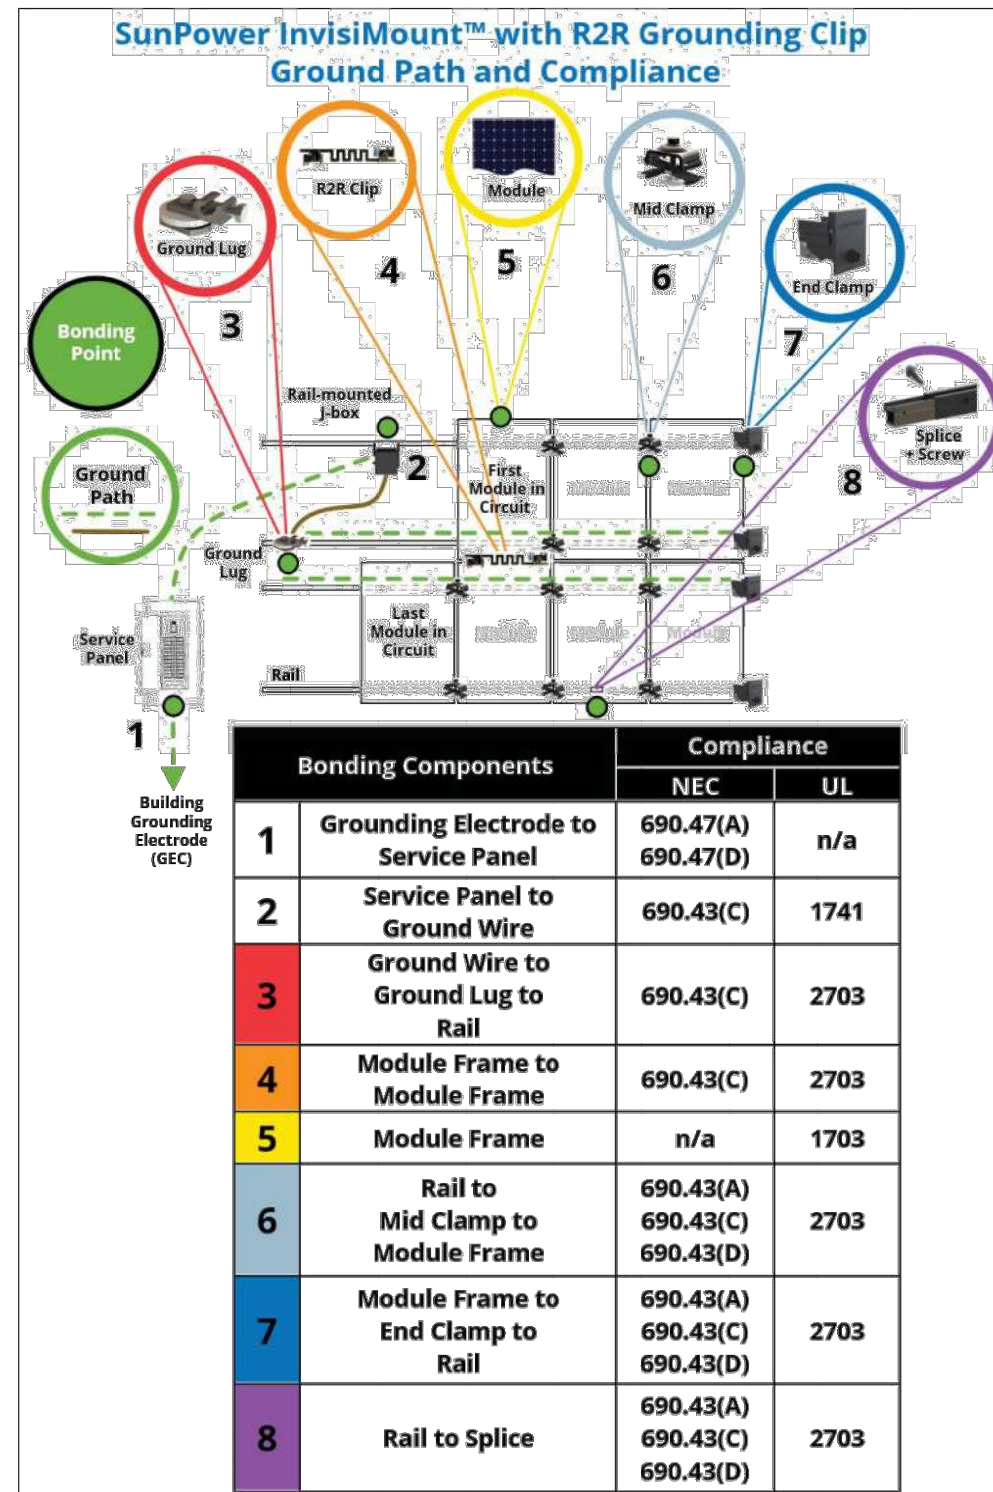 SunPower InvisiMount™ with R2R Grounding Clip
Ground Path and Compliance
Ground Lug
R2R Clip
Module
Mid Clamp
End Clamp
Splice
+ Screw
3
4
5
6
7
8
Bonding
Point
Ground
Path
Rail-mounted
J-box
2
First
Module in
Circuit
Ground
Lug
Last
Module in
Circuit
Module
Service
Panel
Rail
1
Building
Grounding
Electrode
(GEC)
Bonding Components
Compliance
NEC
UL
1
Grounding Electrode to
Service Panel
690.47(A)
690.47(D)
n/a
2
Service Panel to
Ground Wire
690.43(C)
1741
3
Ground Wire to
Ground Lug to
Rail
690.43(C)
2703
4
Module Frame to
Module Frame
690.43(C)
2703
5
Module Frame
n/a
1703
6
Rail to
Mid Clamp to
Module Frame
690.43(A)
690.43(C)
690.43(D)
2703
7
Module Frame to
End Clamp to
Rail
690.43(A)
690.43(C)
690.43(D)
2703
8
Rail to Splice
690.43(A)
690.43(C)
690.43(D)
2703